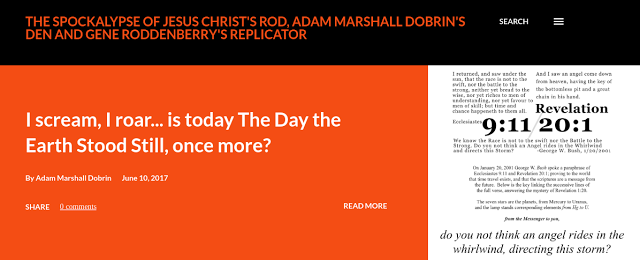 THE SPOCKALYPSE OF JESUS CHRIST'S ROD, ADAM MARSHALL DOBRIN'S
DEN AND GENE RODDENBERRY'S REPLICATOR
SEARCH
I scream, I roar... is today The Day the
Earth Stood Still, once more?
By Adam Marshall Dobrin June 10, 2017
SHARE 0 comments
READ MORE
I returned, and saw under the
sun, that the race is not to the
swift, nor the battle to the
strong, neither yet bread to the
wise, nor yet riches to men of
understanding, nor yet favour to
men of skill; but time and
chance happeneth to them all.
And I saw an angel come down
from heaven, having the key of
the bottomless pit and a great
chain in his hand.
Revelation
Ecclesiastes 9:11/20:1
We know the Race is not to the swift nor the Battle to the
Strong. Do you not think an Angel rides in the Whirlwind
and directs this Storm? -George W. Bush, 1/20/2001
On January 20, 2001 George W. Bush spoke a paraphrase of
Ecclesiastes 9:11 and Revelation 20:1; proving to the world
that time travel exists, and that the scriptures are a message from
the future. Below is the key linking the successive lines of
the full verse, answering the mystery of Revelation 1:20.
The seven stars are the planets, from Mercury to Uranus,
and the lamp stands corresponding elements from Hg to U.
from the Messenger to you,
do you not think an angel rides in the
whirlwind, directing this storm?